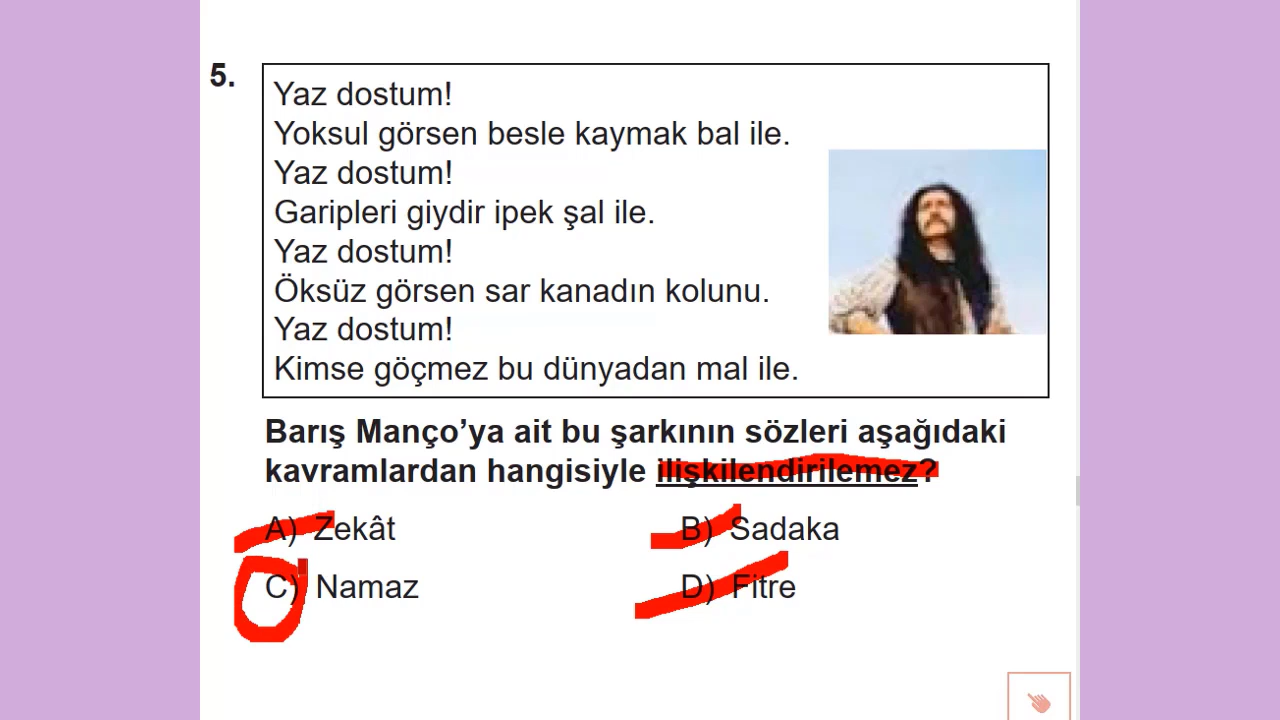 5.
Yaz dostum!
Yoksul görsen besle kaymak bal ile.
Yaz dostum!
Garipleri giydir ipek şal ile.
Yaz dostum!
Öksüz görsen sar kanadın kolunu.
Yaz dostum!
Kimse göçmez bu dünyadan mal ile.
Barış Manço’ya ait bu şarkının sözleri aşağıdaki
kavramlardan hangisiyle ilişkilendirilemez?
A) Zekât
B) Sadaka
C) Namaz
D) Fitre